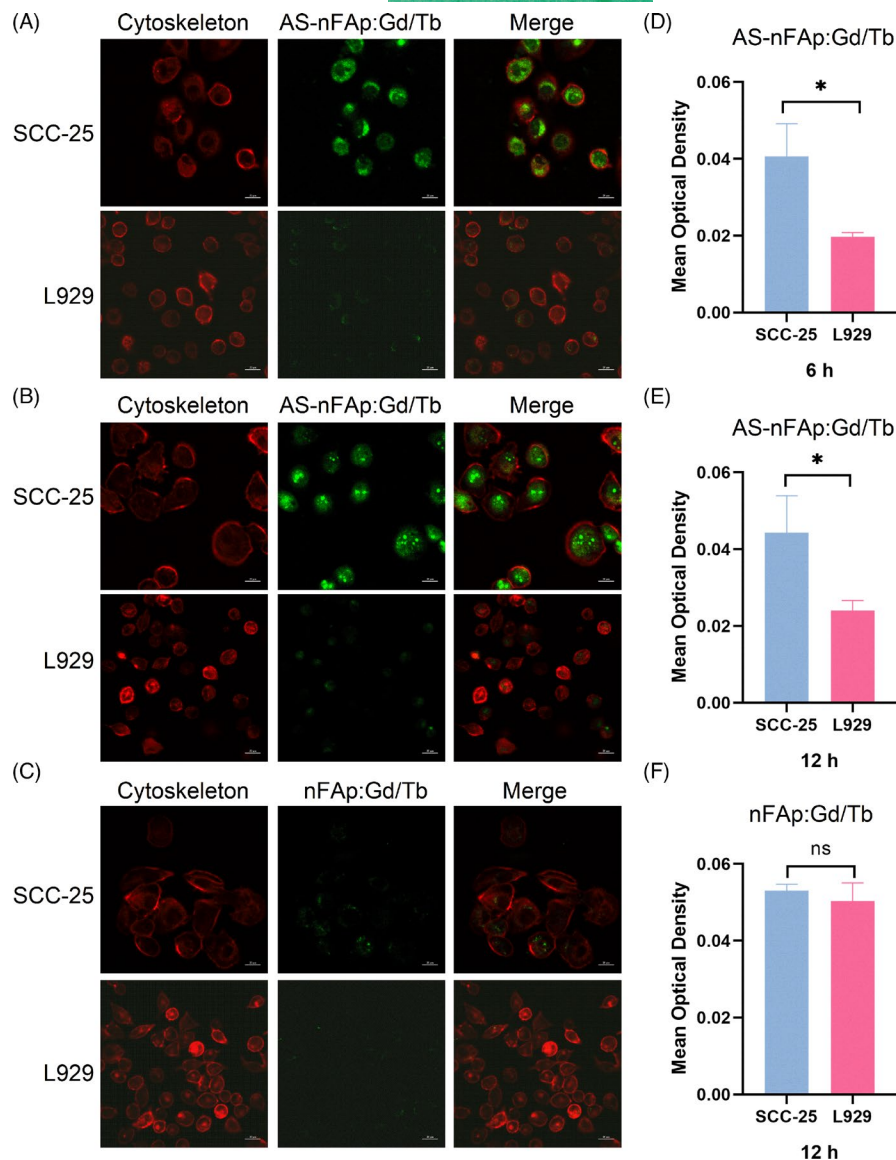 (A) Cytoskeleton AS-nFAp:Gd/Tb Merge
SCC-25
L929
(B) Cytoskeleton AS-nFAp:Gd/Tb Merge
SCC-25
L929
(C) Cytoskeleton nFAp:Gd/Tb Merge
SCC-25
L929
(D) AS-nFAp:Gd/Tb
Mean Optical Density
0.06
*
0.04
0.02
0.00
SCC-25 L929
6 h
(E) AS-nFAp:Gd/Tb
Mean Optical Density
0.06
*
0.04
0.02
0.00
SCC-25 L929
12 h
(F) nFAp:Gd/Tb
Mean Optical Density
ns
0.06
0.04
0.02
0.00
SCC-25 L929
12 h